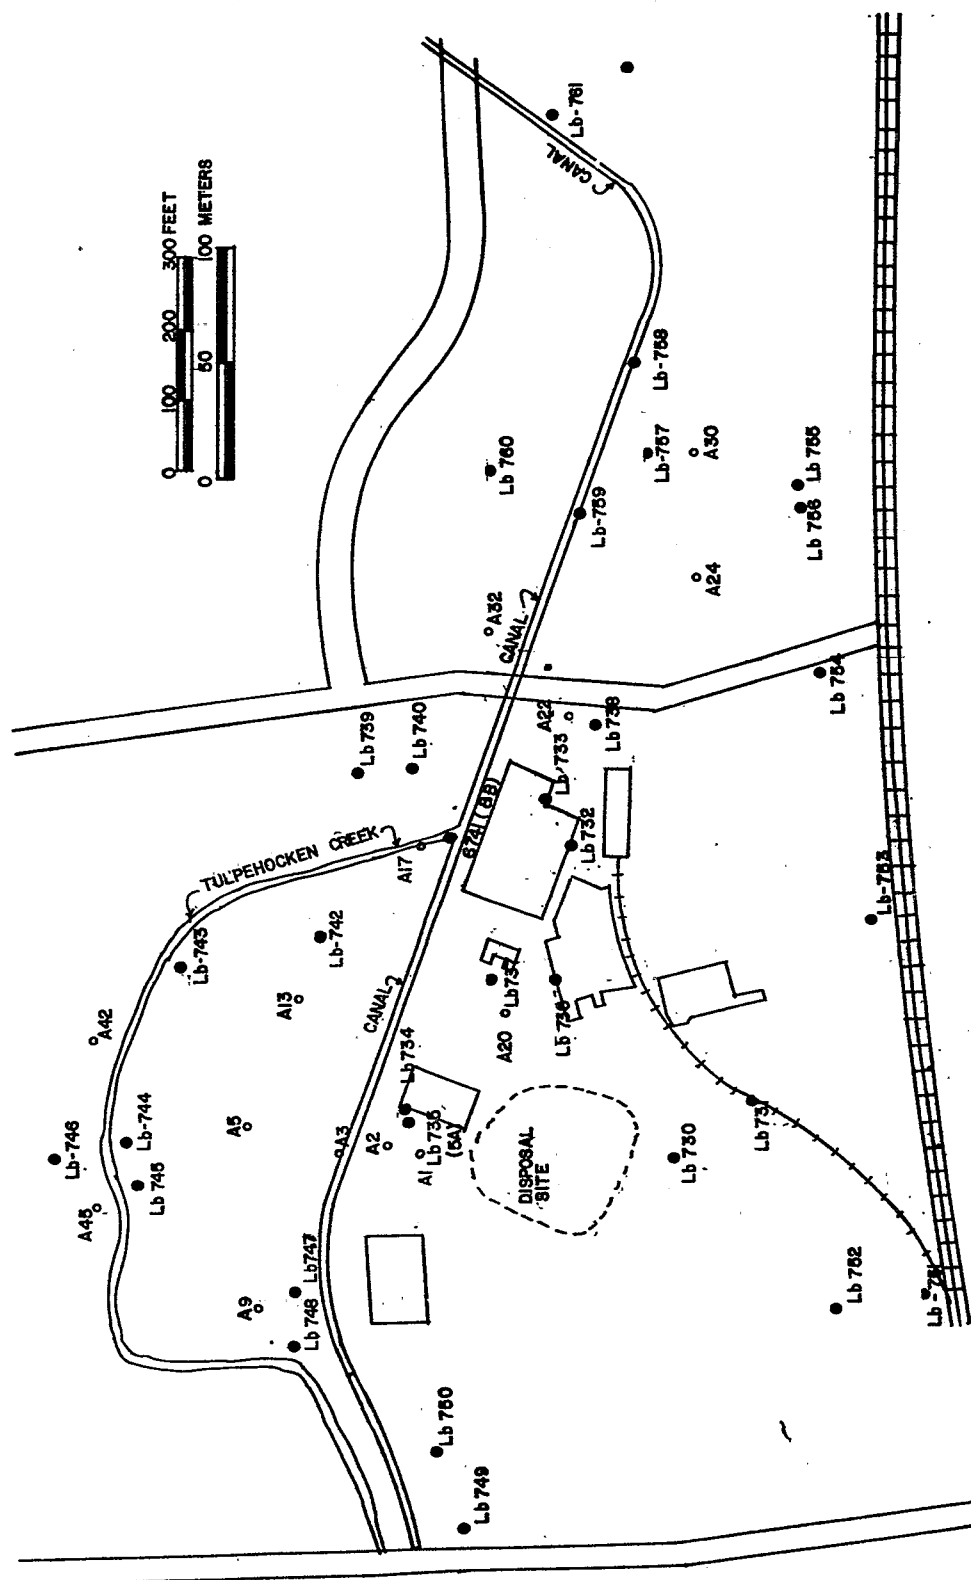 0 100 200 300 FEET
0 50 100 METERS
Lb-761
CANAL
Lb-758
Lb-757
A30
Lb 760
Lb-759
Lb 755
Lb 756
A24
A32
CANAL
Lb 754
Lb 739
Lb 740
A22
Lb 738
Lb 733
Lb 732
6741 (88)
A17
TULPEHOCKEN CREEK
Lb-753
Lb-743
Lb-742
A13
CANAL
A42
Lb 737
A20
Lb 736
Lb 734
Lb-746
Lb-744
Lb 745
A45
A5
A3
A2
A1
Lb 735
(5A)
DISPOSAL
SITE
Lb 730
Lb 731
Lb 747
Lb 748
A9
Lb 752
Lb 750
Lb 749